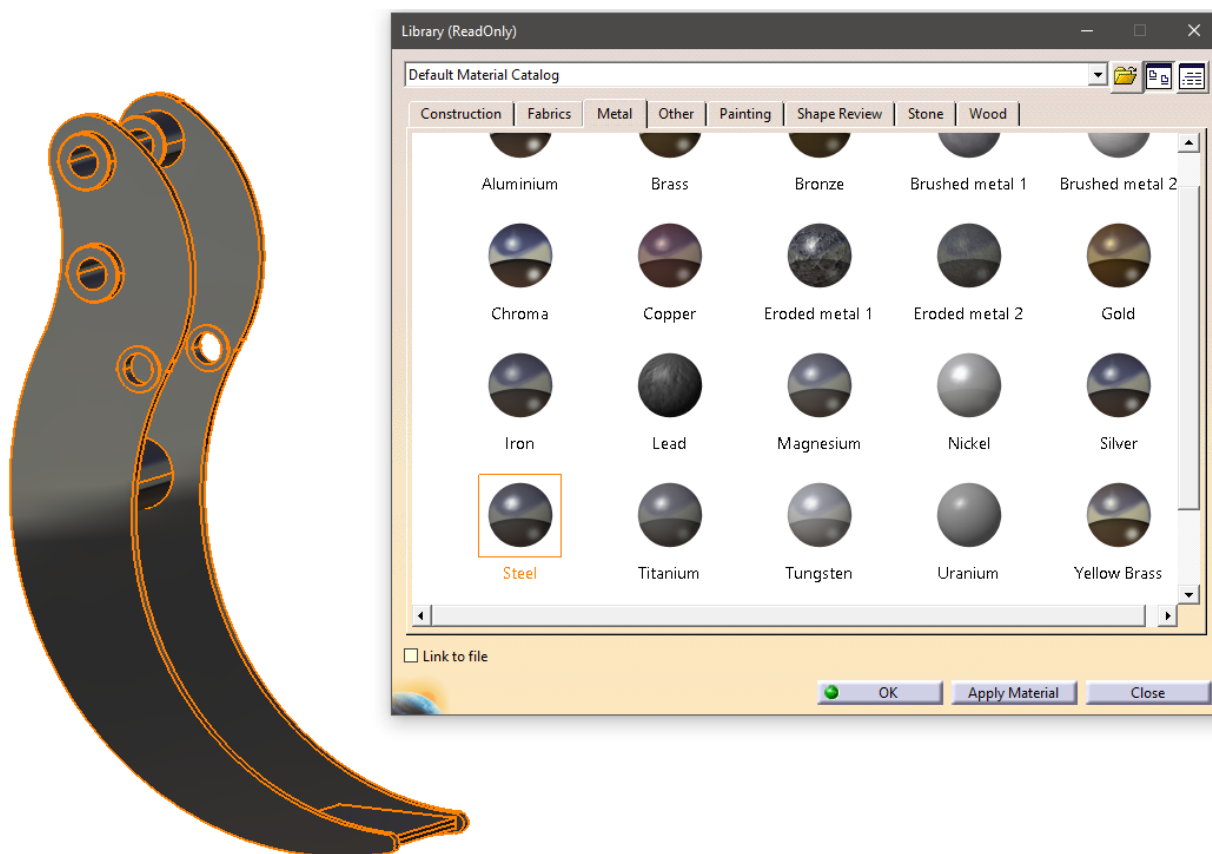 Library (ReadOnly)
Default Material Catalog
Construction Fabrics Metal Other Painting Shape Review Stone Wood
Aluminium Brass Bronze Brushed metal 1 Brushed metal 2
Chroma Copper Eroded metal 1 Eroded metal 2 Gold
Iron Lead Magnesium Nickel Silver
Steel Titanium Tungsten Uranium Yellow Brass
Link to file
OK Apply Material Close